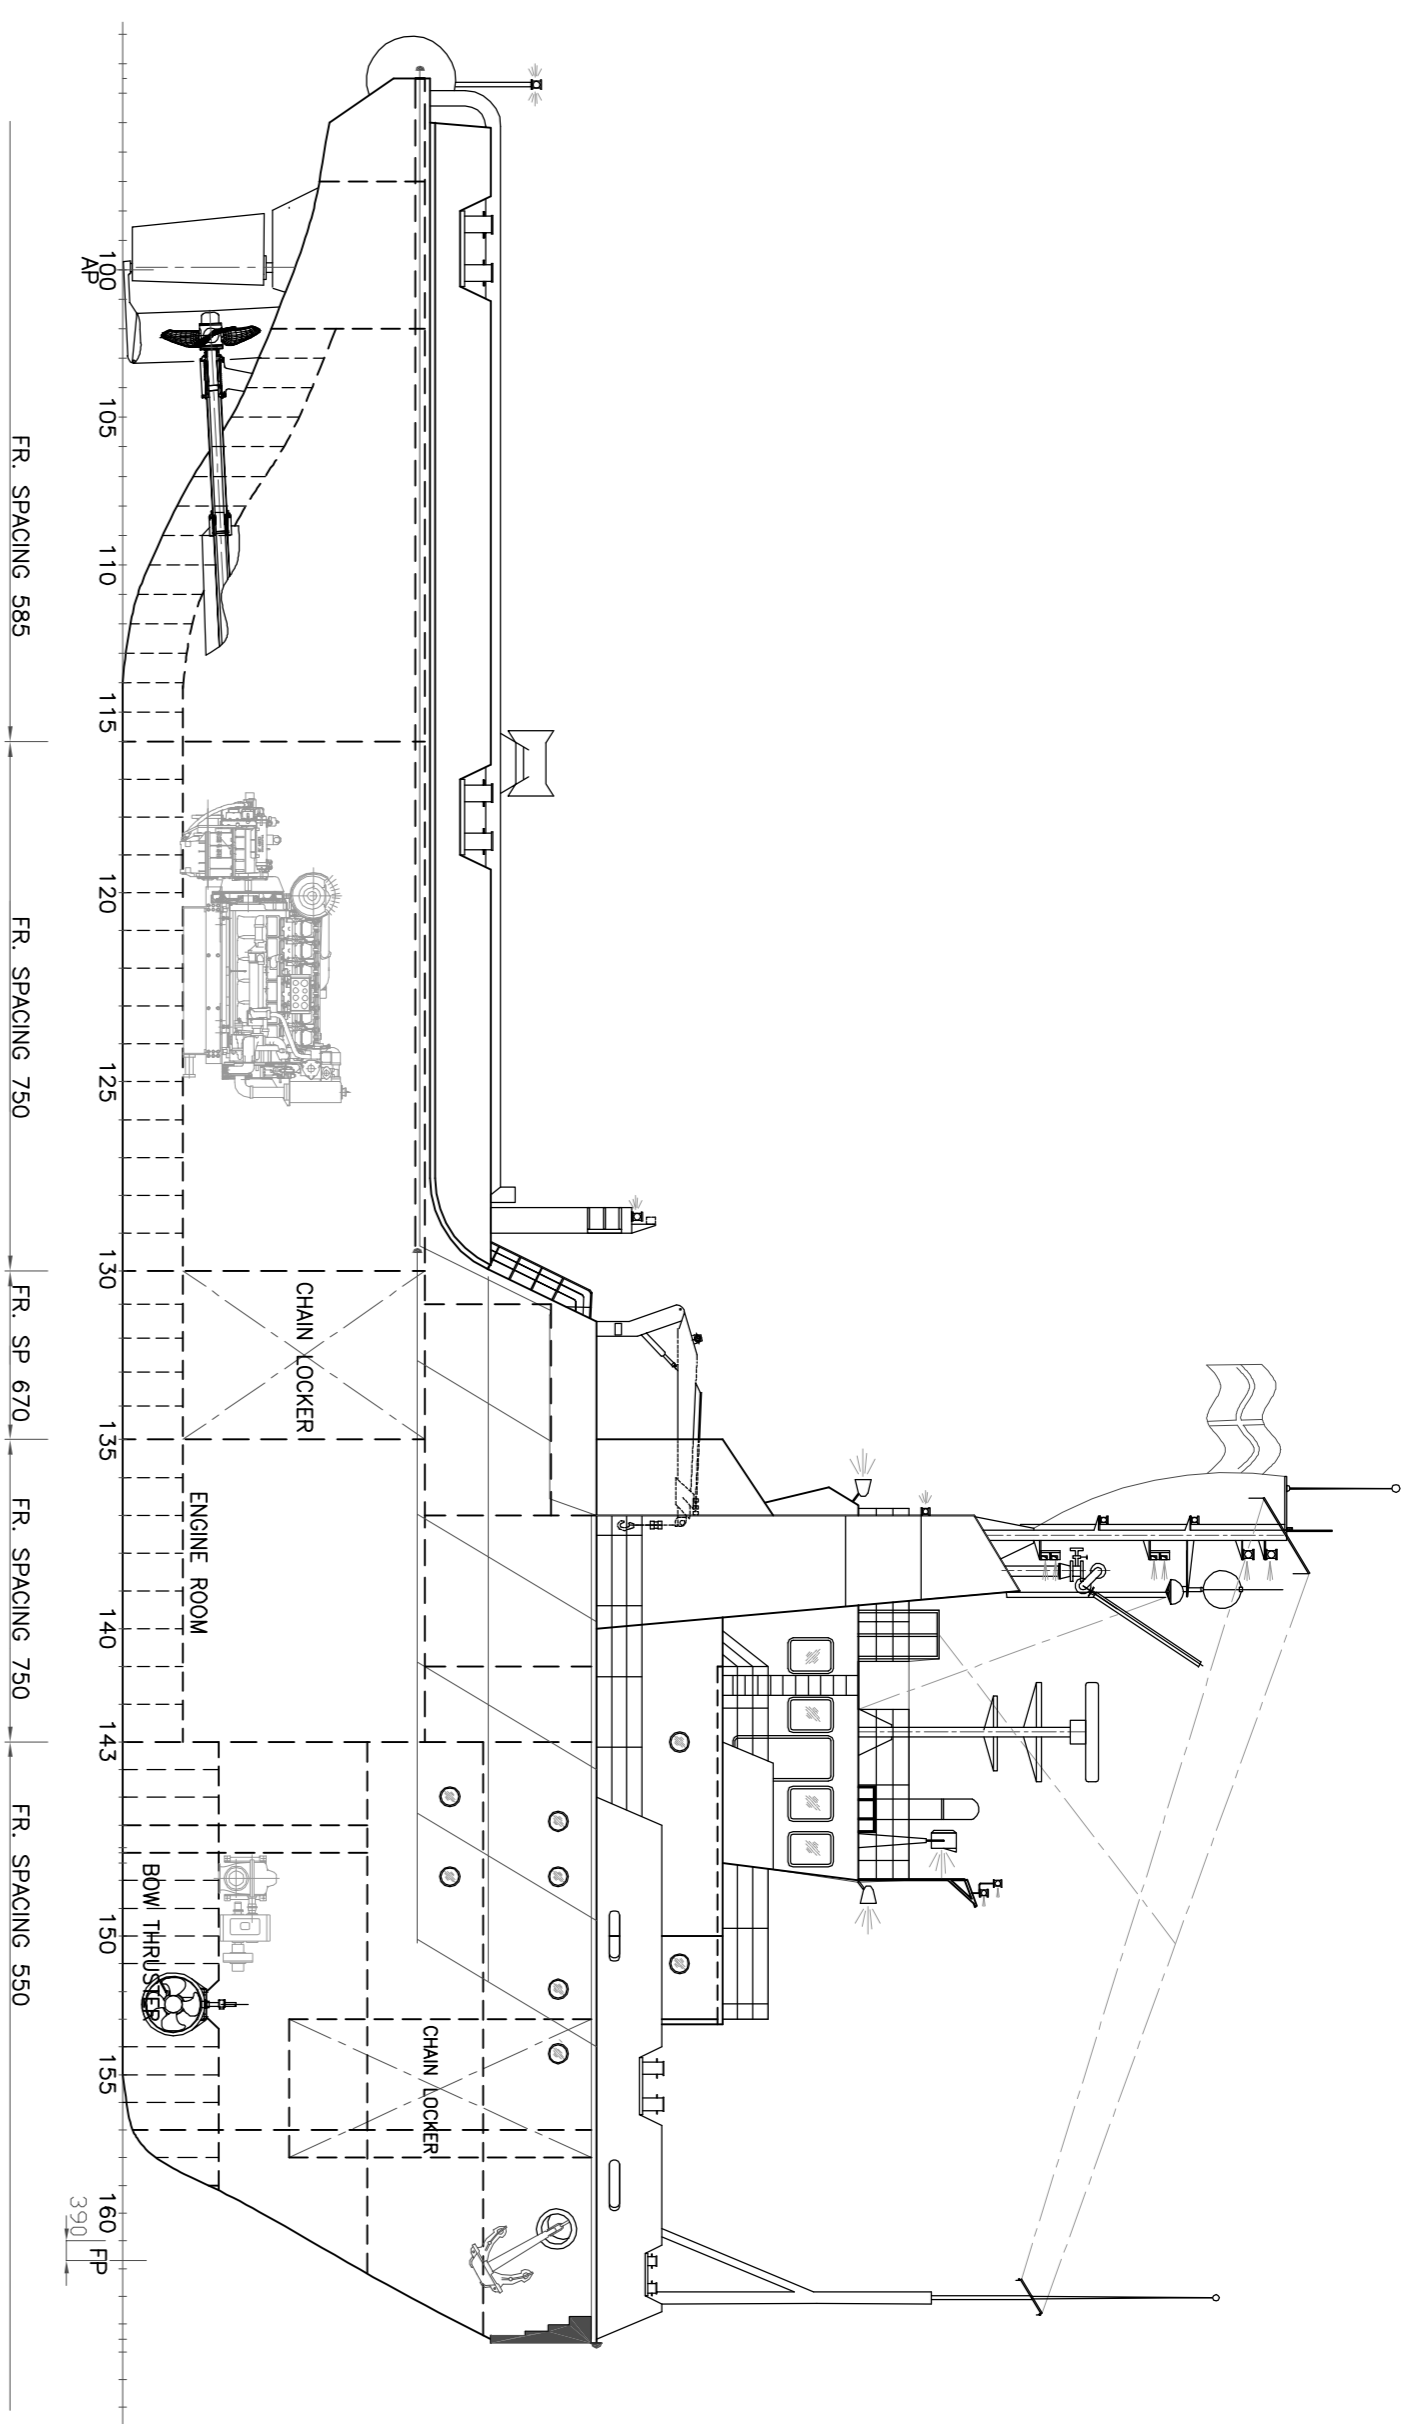 CHAIN LOCKER
ENGINE ROOM
CHAIN LOCKER
BOW THRUSTER
100
105
110
115
120
125
130
135
140
143
150
155
160
AP
FP
390
FR. SPACING 585
FR. SPACING 750
FR. SP 670
FR. SPACING 750
FR. SPACING 550